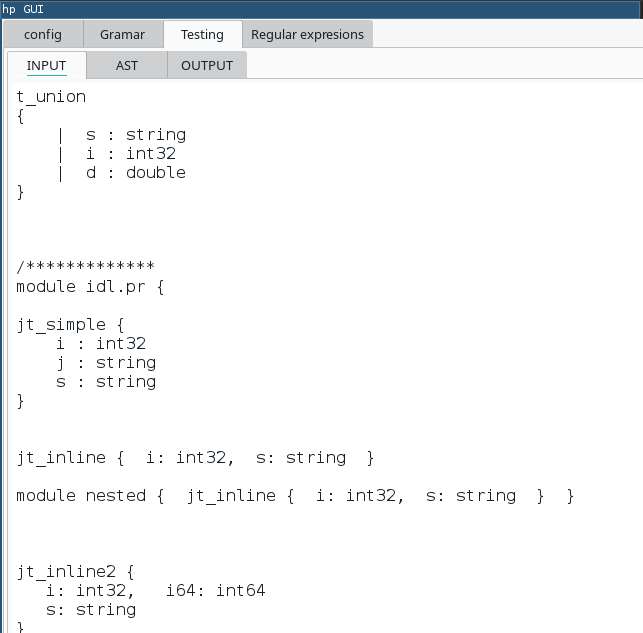 hp GUI
config Gramar Testing Regular expresions
INPUT AST OUTPUT
t_union
{
    |  s : string
    |  i : int32
    |  d : double
}
/*************
module idl.pr {
jt_simple {
    i : int32
    j : string
    s : string
}
jt_inline {  i: int32,  s: string  }
module nested {  jt_inline {  i: int32,  s: string  }  }
jt_inline2 {
   i: int32,   i64: int64
   s: string
}